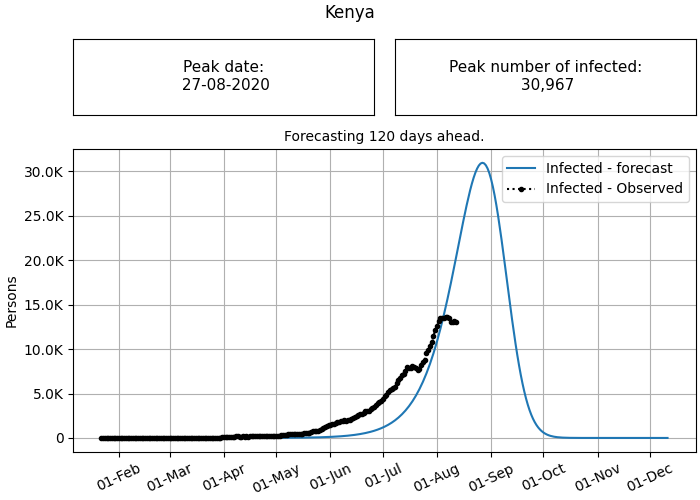 Kenya
Peak date:
27-08-2020
Peak number of infected:
30,967
Forecasting 120 days ahead.
Infected - forecast
Infected - Observed
30.0K
25.0K
20.0K
15.0K
10.0K
5.0K
0
Persons
01-Feb
01-Mar
01-Apr
01-May
01-Jun
01-Jul
01-Aug
01-Sep
01-Oct
01-Nov
01-Dec